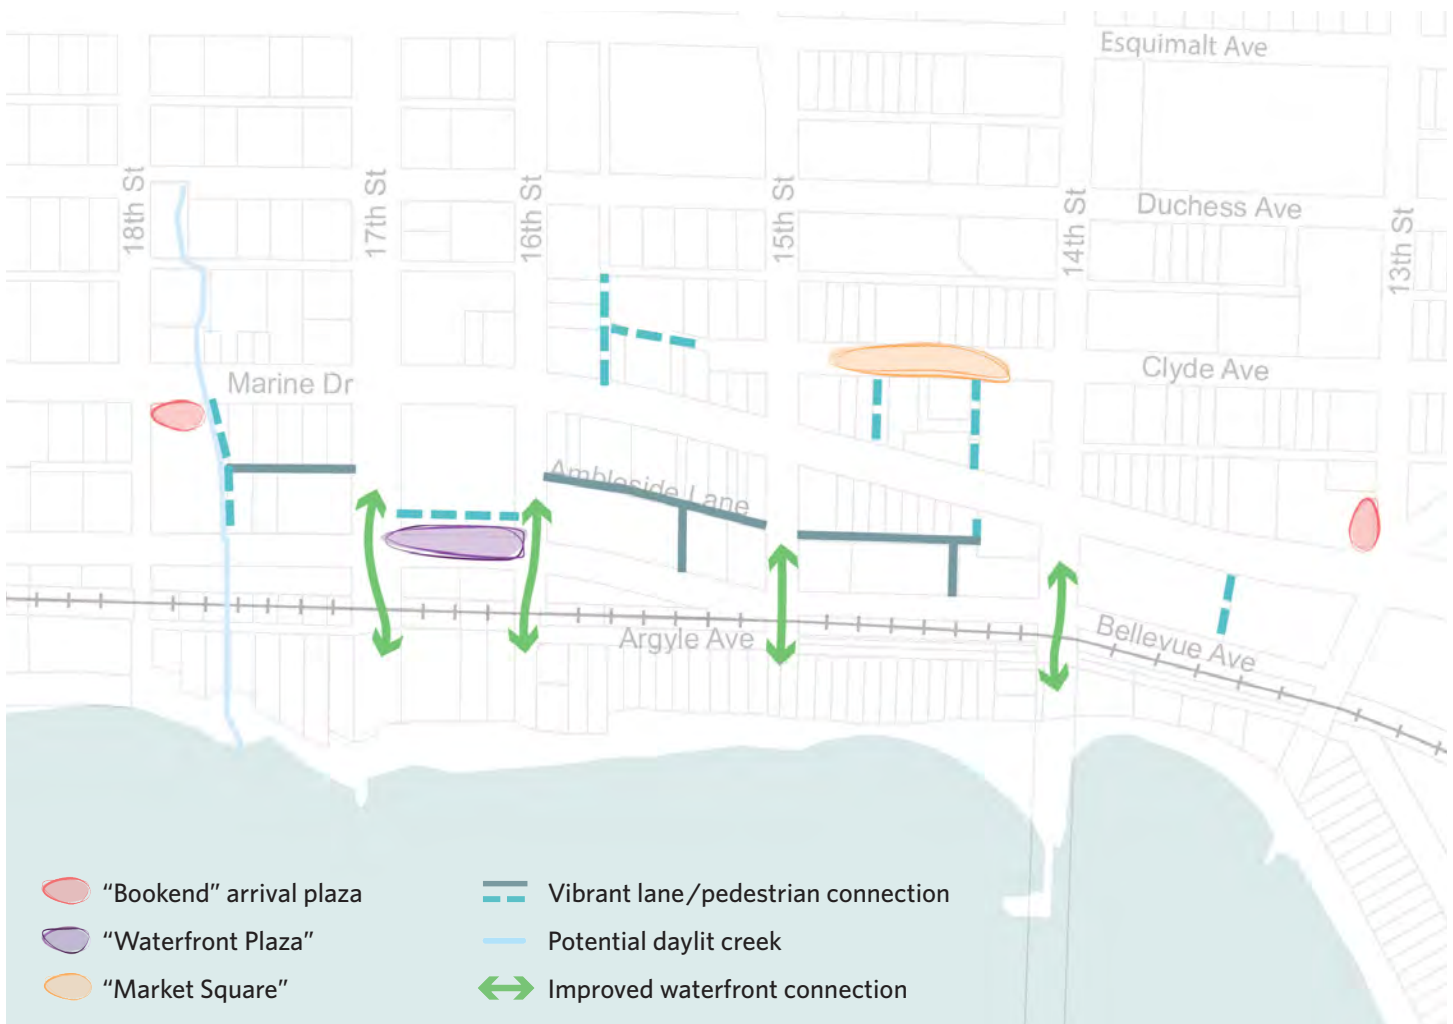 Esquimalt Ave
18th St
17th St
16th St
15th St
14th St
Duchess Ave
13th St
Marine Dr
Clyde Ave
Ambleside Lane
Argyle Ave
Bellevue Ave
“Bookend” arrival plaza
“Waterfront Plaza”
“Market Square”
Vibrant lane/pedestrian connection
Potential daylit creek
Improved waterfront connection